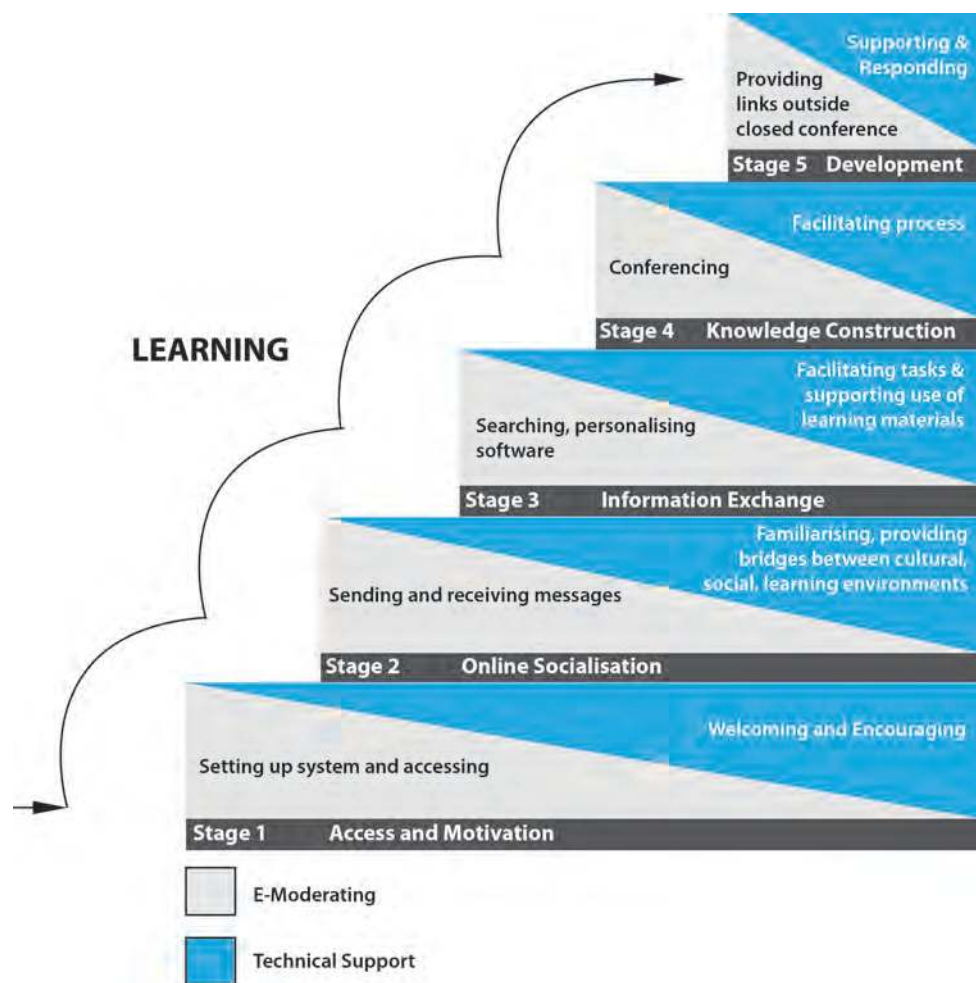 Supporting &
Responding
Providing
links outside
closed conference
Stage 5 Development
Facilitating process
Conferencing
Stage 4 Knowledge Construction
LEARNING
Facilitating tasks &
supporting use of
learning materials
Searching, personalising
software
Stage 3 Information Exchange
Familiarising, providing
bridges between cultural,
social, learning environments
Sending and receiving messages
Stage 2 Online Socialisation
Welcoming and Encouraging
Setting up system and accessing
Stage 1 Access and Motivation
E-Moderating
Technical Support